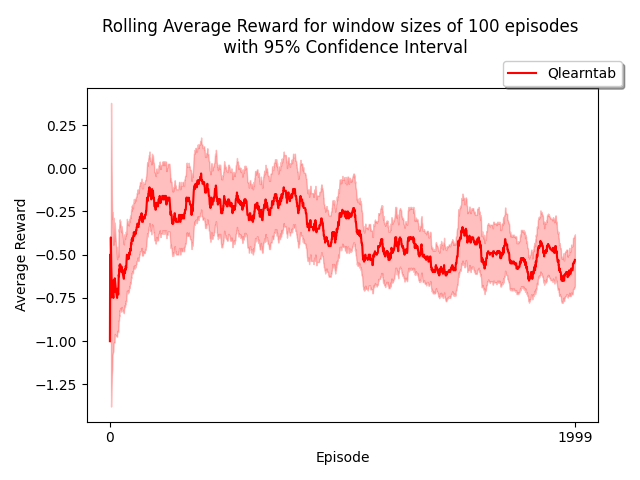 Rolling Average Reward for window sizes of 100 episodes
with 95% Confidence Interval
Qlearntab
Average Reward
0.25
0.00
−0.25
−0.50
−0.75
−1.00
−1.25
0
1999
Episode